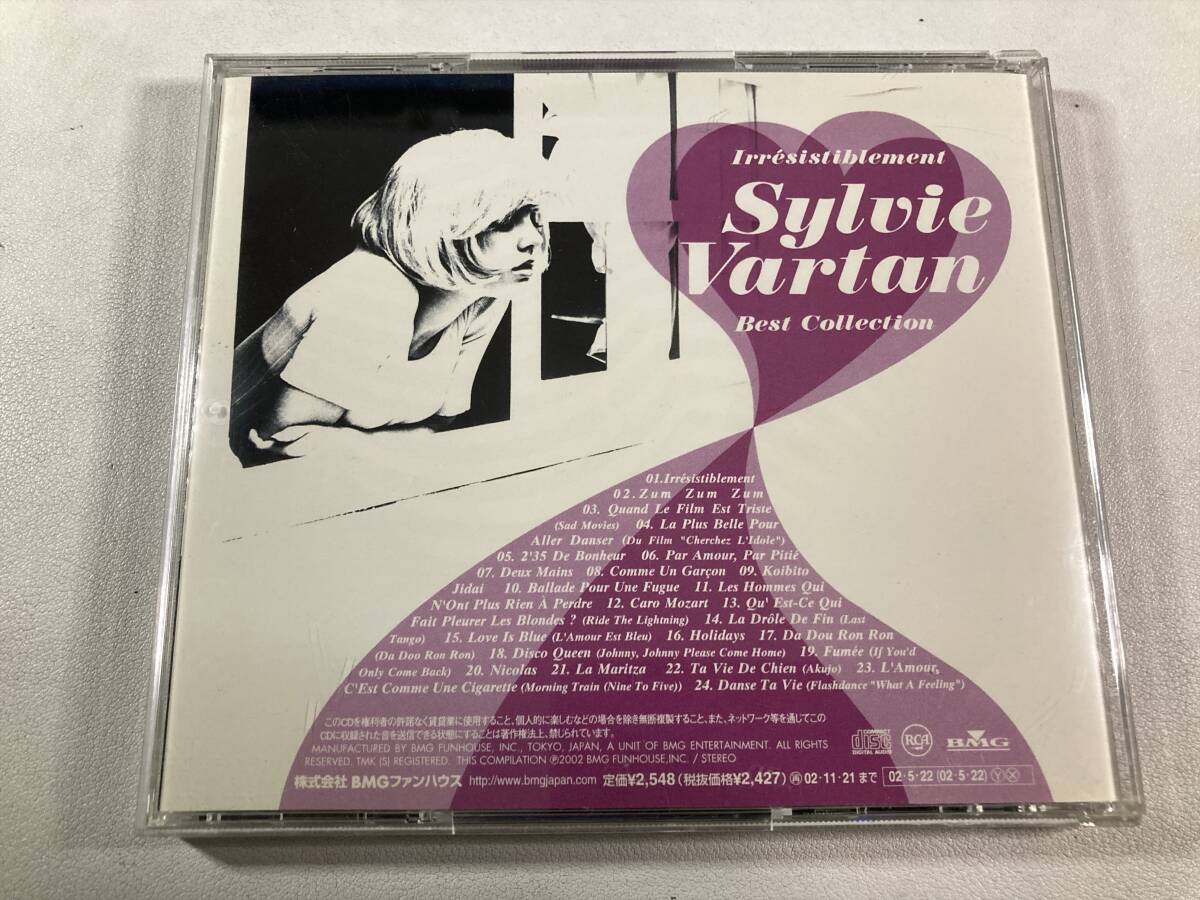 Irrésistiblement
Sylvie
Vartan
Best Collection
01.Irrésistiblement
02.Zum Zum Zum
03. Quand Le Film Est Triste
(Sad Movies) 04. La Plus Belle Pour
Aller Danser (Du Film "Cherchez L'Idole")
05. 2'35 De Bonheur 06. Par Amour, Par Pitié
07. Deux Mains 08. Comme Un Garçon 09. Koibito
Jidai 10. Ballade Pour Une Fugue 11. Les Hommes Qui
N'Ont Plus Rien À Perdre 12. Caro Mozart 13. Qu' Est-Ce Qui
Fait Pleurer Les Blondes ? (Ride The Lightning) 14. La Drôle De Fin (Last
Tango) 15. Love Is Blue (L'Amour Est Bleu) 16. Holidays 17. Da Dou Ron Ron
(Da Doo Ron Ron) 18. Disco Queen (Johnny, Johnny Please Come Home) 19. Fumée (If You'd
Only Come Back) 20. Nicolas 21. La Maritza 22. Ta Vie De Chien (Akujo) 23. L'Amour,
C'Est Comme Une Cigarette (Morning Train (Nine To Five)) 24. Danse Ta Vie (Flashdance "What A Feeling")
このCDを権利者の許諾なく賃貸業に使用すること、個人的に楽しむなどの場合を除き無断複製すること、また、ネットワーク等を通じてこの
CDに収録された音を送信できる状態にすることは著作権法上、禁じられています。
MANUFACTURED BY BMG FUNHOUSE, INC., TOKYO, JAPAN, A UNIT OF BMG ENTERTAINMENT. ALL RIGHTS
RESERVED. TMK (S) REGISTERED. THIS COMPILATION ℗2002 BMG FUNHOUSE,INC. / STEREO
COMPACT disc DIGITAL AUDIO RCA BMG
株式会社 BMGファンハウス http://www.bmgjapan.com 定価¥2,548 (税抜価格¥2,427) 再 02·11·21 まで 02·5·22 (02·5·22) Ⓨ Ⓧ